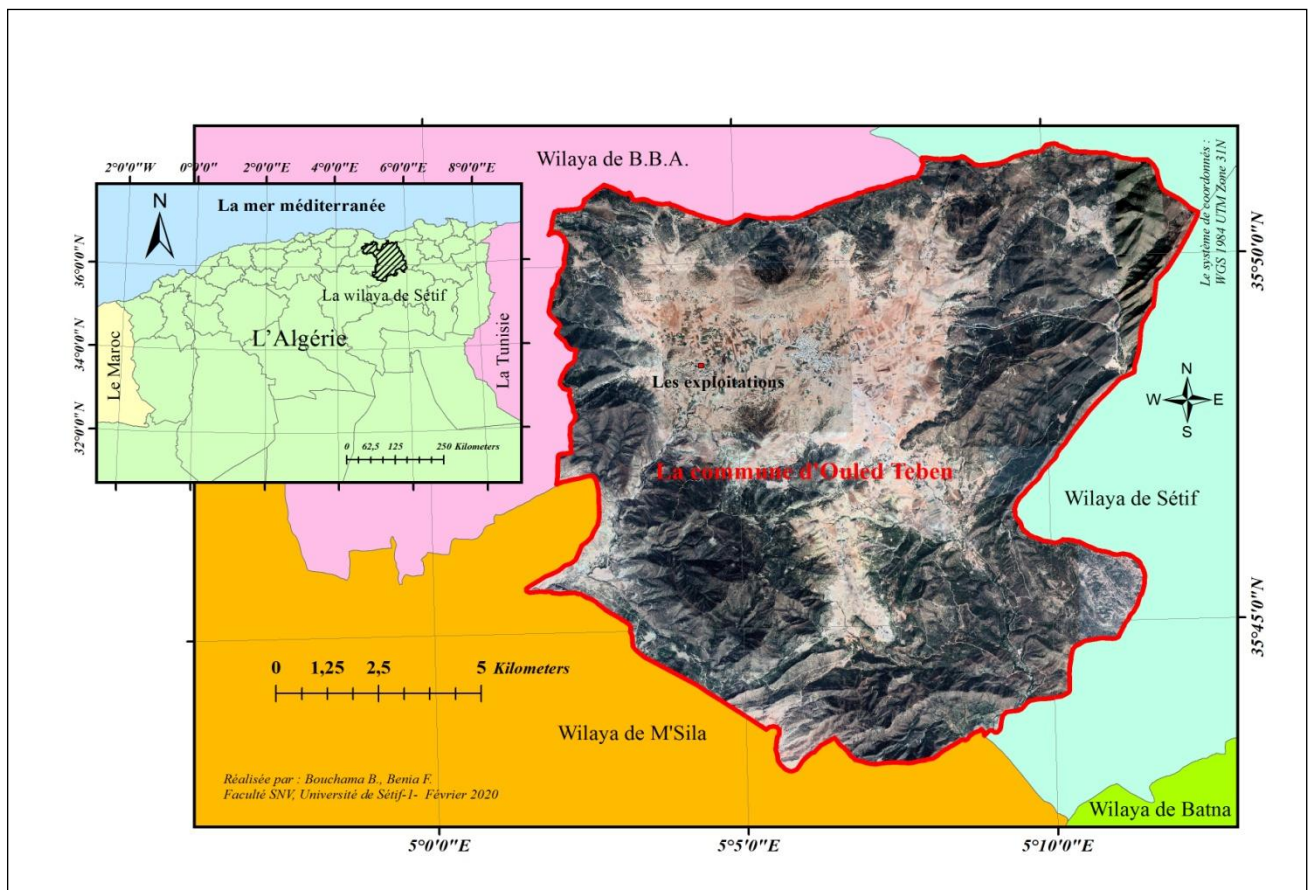 Wilaya de B.B.A.
Le système de coordonnés :
WGS 1984 UTM Zone 31N
2°0'0"W 0°0'0" 2°0'0"E 4°0'0"E 6°0'0"E 8°0'0"E
N
La mer méditerranée
36°0'0"N
34°0'0"N
32°0'0"N
La wilaya de Sétif
L'Algérie
Le Maroc
La Tunisie
0 62,5 125 250 Kilometers
35°50'0"N
35°45'0"N
Les exploitations
La commune d'Ouled Teben
N
W E
S
Wilaya de Sétif
0 1,25 2,5 5 Kilometers
Wilaya de M'Sila
Réalisée par : Bouchama B., Benia F.
Faculté SNV, Université de Sétif-1- Février 2020
Wilaya de Batna
5°0'0"E 5°5'0"E 5°10'0"E